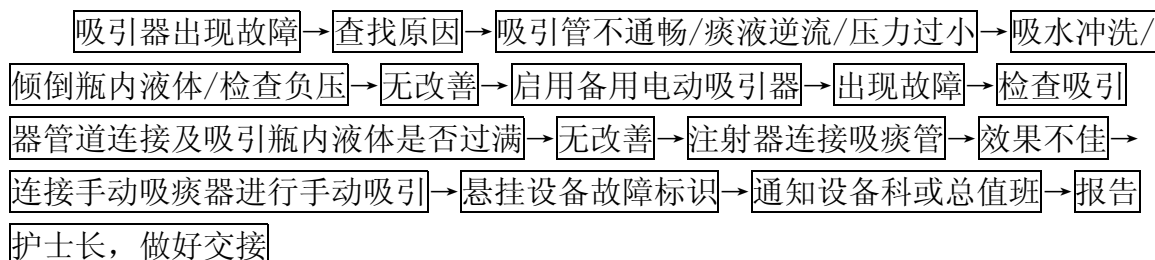 吸引器出现故障→查找原因→吸引管不通畅/痰液逆流/压力过小→吸水冲洗/
倾倒瓶内液体/检查负压→无改善→启用备用电动吸引器→出现故障→检查吸引
器管道连接及吸引瓶内液体是否过满→无改善→注射器连接吸痰管→效果不佳→
连接手动吸痰器进行手动吸引→悬挂设备故障标识→通知设备科或总值班→报告
护士长，做好交接